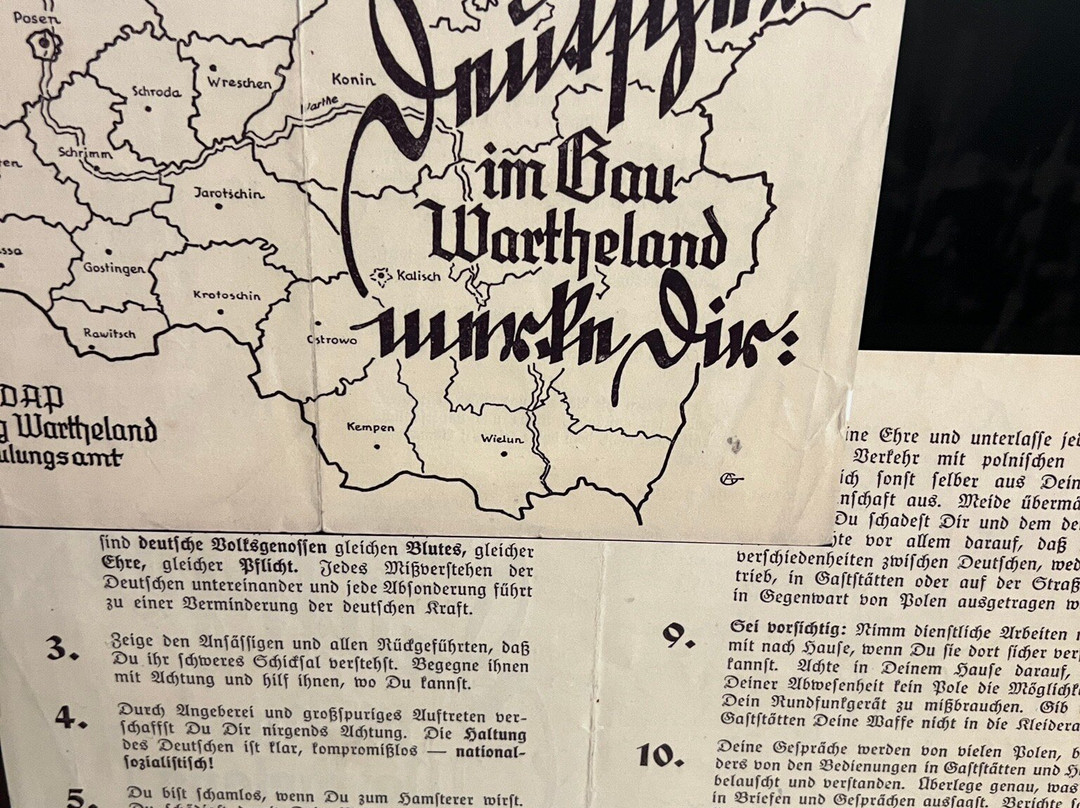 Posen
Schroda
Wreschen
Konin
Warthe
Schrimm
Jarotschin
Gostingen
Krotoschin
Rawitsch
Kalisch
Ostrowo
Kempen
Wielun
im Gau
Wartheland
merke Dir:
DAP
g Wartheland
ulungsamt
ſind deutſche Volksgenoſſen gleichen Blutes, gleicher
Ehre, gleicher Pflicht. Jedes Mißverſtehen der
Deutſchen untereinander und jede Abſonderung führt
zu einer Verminderung der deutſchen Kraft.
3. Zeige den Anſäſſigen und allen Rückgeführten, daß
Du ihr ſchweres Schickſal verſtehſt. Begegne ihnen
mit Achtung und hilf ihnen, wo Du kannſt.
4. Durch Angeberei und großſpuriges Auftreten ver-
ſchaffſt Du Dir nirgends Achtung. Die Haltung
des Deutſchen iſt klar, kompromißlos — national-
ſozialiſtiſch!
5. Du biſt ſchamlos, wenn Du zum Hamſterer wirſt.
ine Ehre und unterlaſſe je
Verkehr mit polniſchen
ich ſonſt ſelber aus Dein
nſchaft aus. Meide übermä
Du ſchadeſt Dir und dem de
te vor allem darauf, daß
verſchiedenheiten zwiſchen Deutſchen, wed
trieb, in Gaſtſtätten oder auf der Straß
in Gegenwart von Polen ausgetragen w
9. Sei vorſichtig: Nimm dienſtliche Arbeiten
mit nach Hauſe, wenn Du ſie dort ſicher ver
kannſt. Achte in Deinem Hauſe darauf,
Deiner Abweſenheit kein Pole die Möglichk
Dein Rundfunkgerät zu mißbrauchen. Gib
Gaſtſtätten Deine Waffe nicht in die Kleidera
10. Deine Geſpräche werden von vielen Polen, b
ders von den Bedienungen in Gaſtſtätten und H
belauſcht und verſtanden. Überlege genau, was
in Briefen und Geſprächen ausſagſt. Berichte